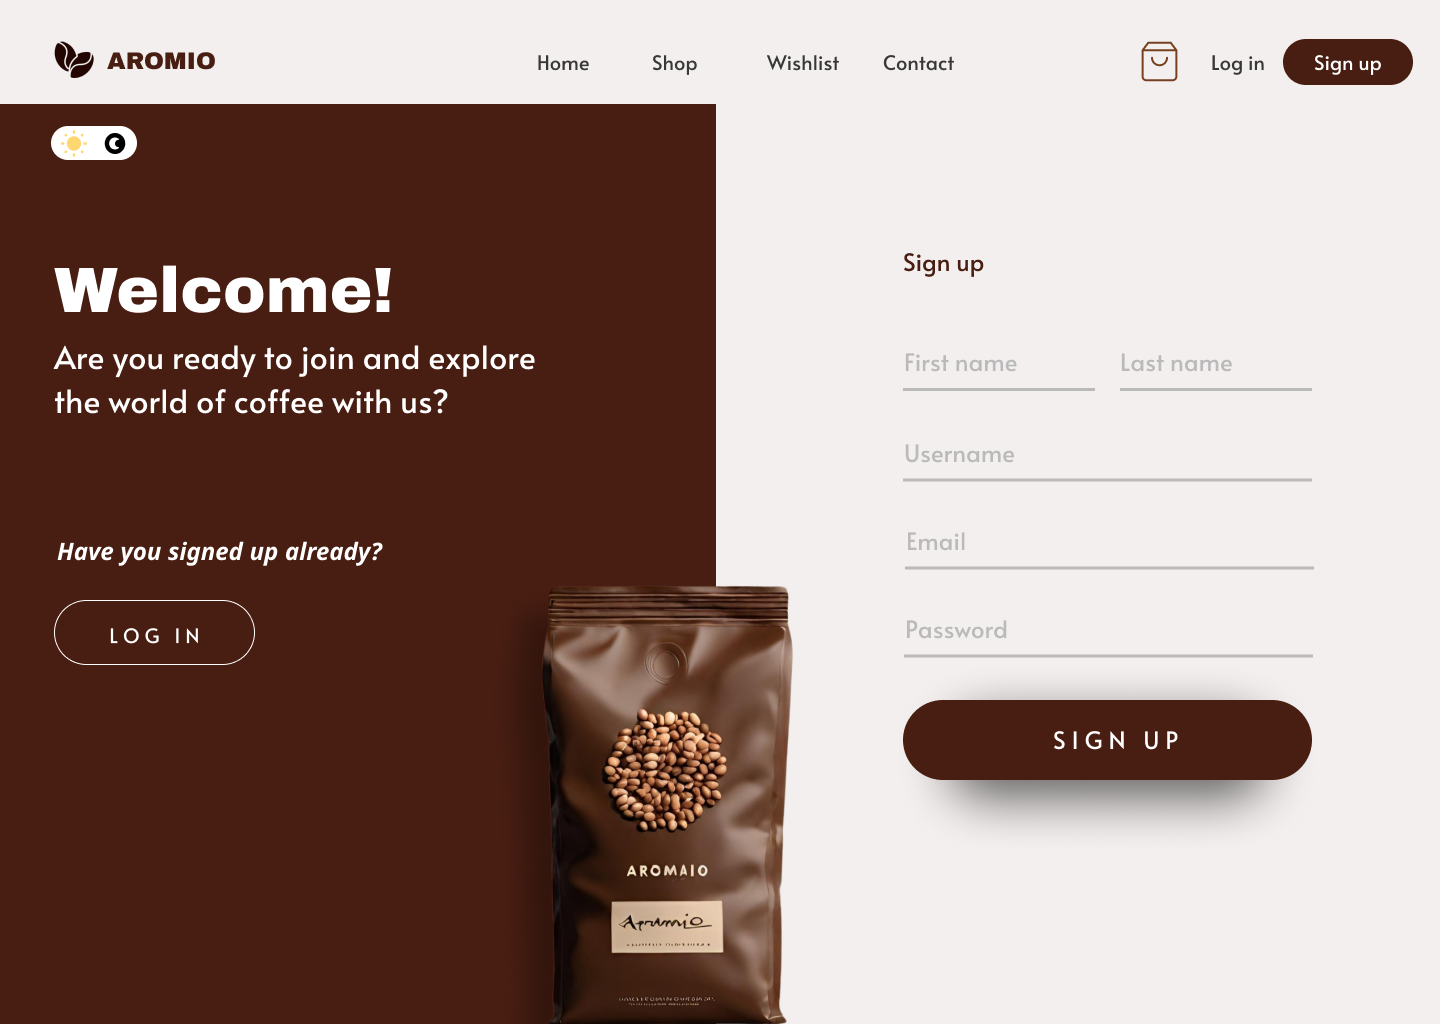 AROMIO
Home
Shop
Wishlist
Contact
Log in
Sign up
Welcome!
Are you ready to join and explore
the world of coffee with us?
Have you signed up already?
LOG IN
Sign up
First name
Last name
Username
Email
Password
SIGN UP
AROMAIO